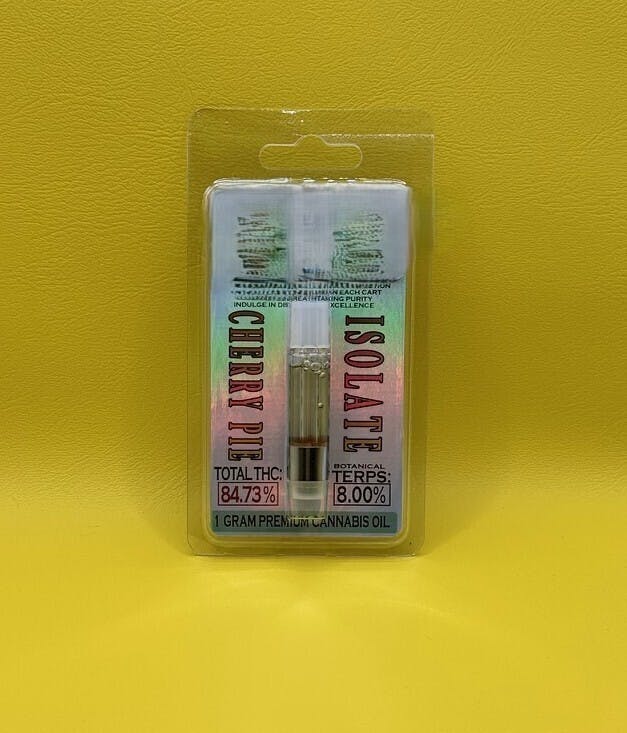 EACH CART
PURITY
INDULGE IN
CHERRY PIE
ISOLATE
TOTAL THC:
84.73%
BOTANICAL
TERPS:
8.00%
1 GRAM PREMIUM CANNABIS OIL